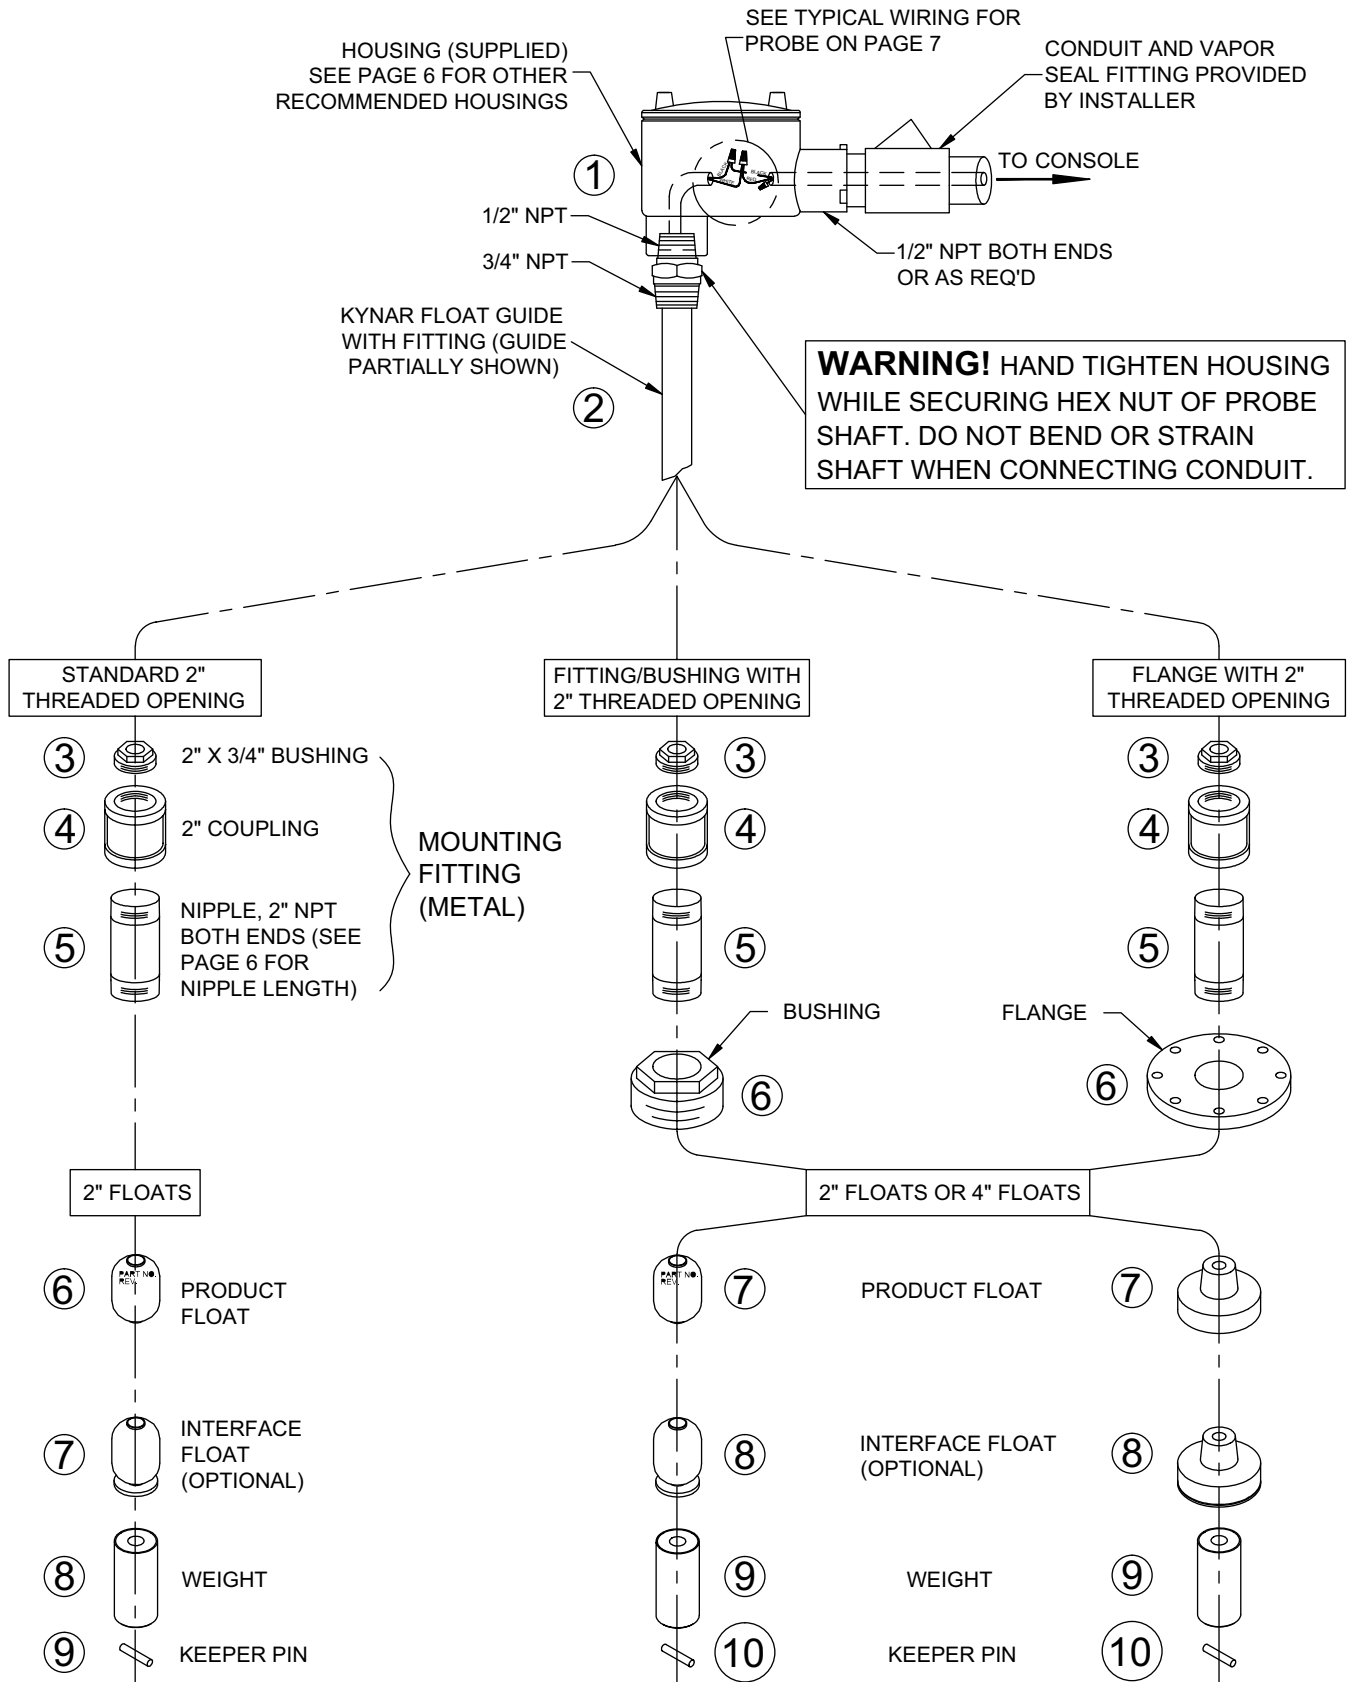 SEE TYPICAL WIRING FOR
PROBE ON PAGE 7
HOUSING (SUPPLIED)
SEE PAGE 6 FOR OTHER
RECOMMENDED HOUSINGS
CONDUIT AND VAPOR
SEAL FITTING PROVIDED
BY INSTALLER
TO CONSOLE
BLACK
WHITE
BLACK
RED
1
1/2" NPT
3/4" NPT
1/2" NPT BOTH ENDS
OR AS REQ'D
KYNAR FLOAT GUIDE
WITH FITTING (GUIDE
PARTIALLY SHOWN)
2
WARNING! HAND TIGHTEN HOUSING
WHILE SECURING HEX NUT OF PROBE
SHAFT. DO NOT BEND OR STRAIN
SHAFT WHEN CONNECTING CONDUIT.
STANDARD 2"
THREADED OPENING
3
2" X 3/4" BUSHING
4
2" COUPLING
5
NIPPLE, 2" NPT
BOTH ENDS (SEE
PAGE 6 FOR
NIPPLE LENGTH)
MOUNTING
FITTING
(METAL)
2" FLOATS
6
PART NO.
REV.
PRODUCT
FLOAT
7
INTERFACE
FLOAT
(OPTIONAL)
8
WEIGHT
9
KEEPER PIN
FITTING/BUSHING WITH
2" THREADED OPENING
3
4
5
BUSHING
6
FLANGE WITH 2"
THREADED OPENING
3
4
5
FLANGE
6
2" FLOATS OR 4" FLOATS
PART NO.
REV.
7
PRODUCT FLOAT
7
8
INTERFACE FLOAT
(OPTIONAL)
8
9
WEIGHT
9
10
KEEPER PIN
10